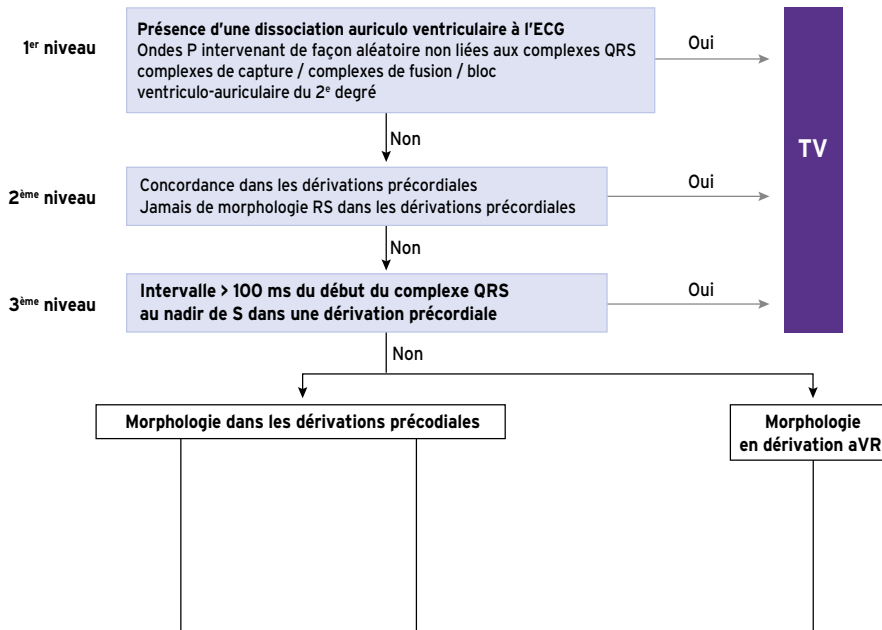 1er niveau
Présence d'une dissociation auriculo ventriculaire à l'ECG
Ondes P intervenant de façon aléatoire non liées aux complexes QRS
complexes de capture / complexes de fusion / bloc
ventriculo-auriculaire du 2e degré
Oui
TV
Non
2ème niveau
Concordance dans les dérivations précordiales
Jamais de morphologie RS dans les dérivations précordiales
Oui
Non
3ème niveau
Intervalle > 100 ms du début du complexe QRS
au nadir de S dans une dérivation précordiale
Oui
Non
Morphologie dans les dérivations précodiales
Morphologie
en dérivation aVR